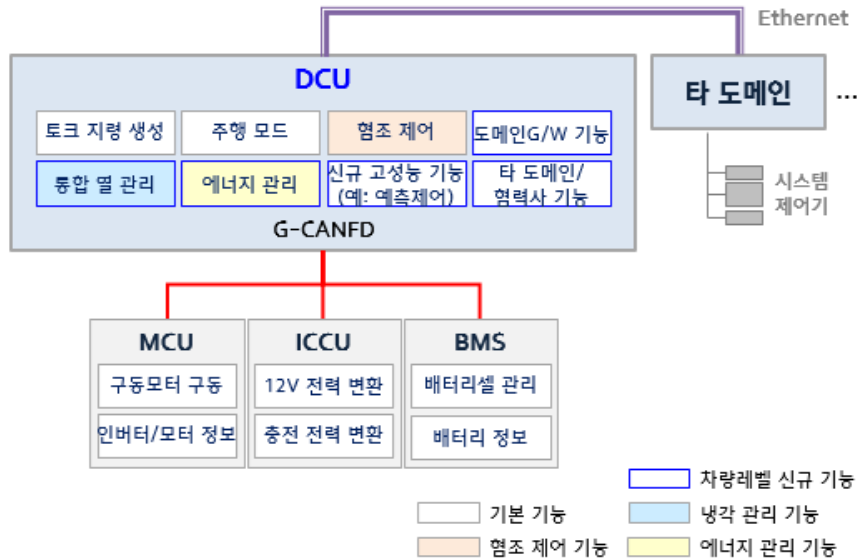 Ethernet
DCU
타 도메인
...
토크 지령 생성
주행 모드
협조 제어
도메인G/W 기능
통합 열 관리
에너지 관리
신규 고성능 기능
(예: 예측제어)
타 도메인/
협력사 기능
시스템
제어기
G-CANFD
MCU
ICCU
BMS
구동모터 구동
12V 전력 변환
배터리셀 관리
인버터/모터 정보
충전 전력 변환
배터리 정보
차량레벨 신규 기능
기본 기능
냉각 관리 기능
협조 제어 기능
에너지 관리 기능